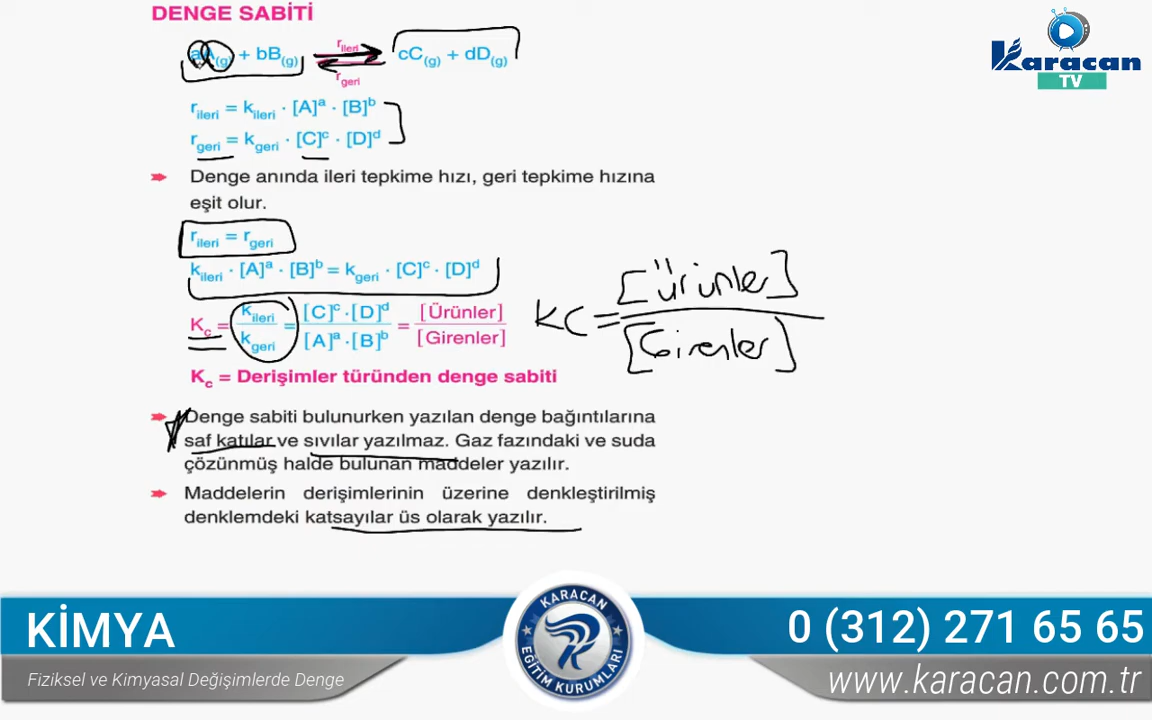 DENGE SABİTİ
aA(g) + bB(g) ⇌ cC(g) + dD(g)
rileri
rgeri
rileri = kileri · [A]ᵃ · [B]ᵇ
rgeri = kgeri · [C]ᶜ · [D]ᵈ
Denge anında ileri tepkime hızı, geri tepkime hızına
eşit olur.
rileri = rgeri
kileri · [A]ᵃ · [B]ᵇ = kgeri · [C]ᶜ · [D]ᵈ
Kc = kileri / kgeri = [C]ᶜ · [D]ᵈ / [A]ᵃ · [B]ᵇ = [Ürünler] / [Girenler]
KC = [Ürünler] / [Girenler]
Kc = Derişimler türünden denge sabiti
Denge sabiti bulunurken yazılan denge bağıntılarına
saf katılar ve sıvılar yazılmaz. Gaz fazındaki ve suda
çözünmüş halde bulunan maddeler yazılır.
Maddelerin derişimlerinin üzerine denkleştirilmiş
denklemdeki katsayılar üs olarak yazılır.
Karacan
TV
KİMYA
Fiziksel ve Kimyasal Değişimlerde Denge
KARACAN
EĞİTİM KURUMLARI
0 (312) 271 65 65
www.karacan.com.tr